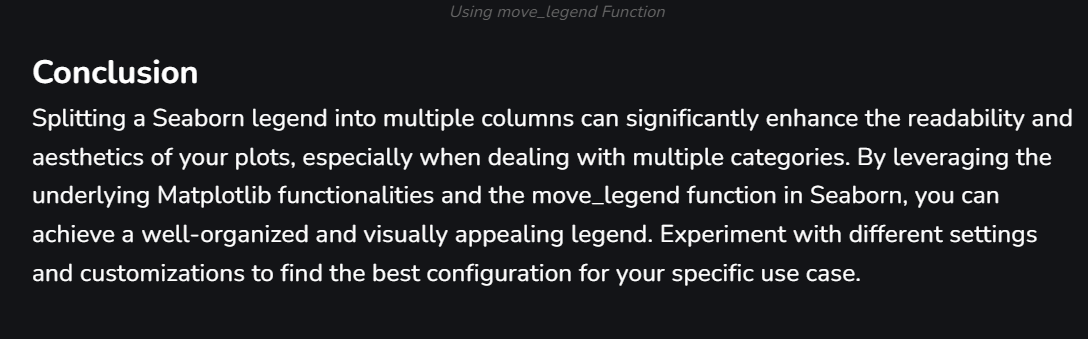 Using move_legend Function
Conclusion
Splitting a Seaborn legend into multiple columns can significantly enhance the readability and
aesthetics of your plots, especially when dealing with multiple categories. By leveraging the
underlying Matplotlib functionalities and the move_legend function in Seaborn, you can
achieve a well-organized and visually appealing legend. Experiment with different settings
and customizations to find the best configuration for your specific use case.